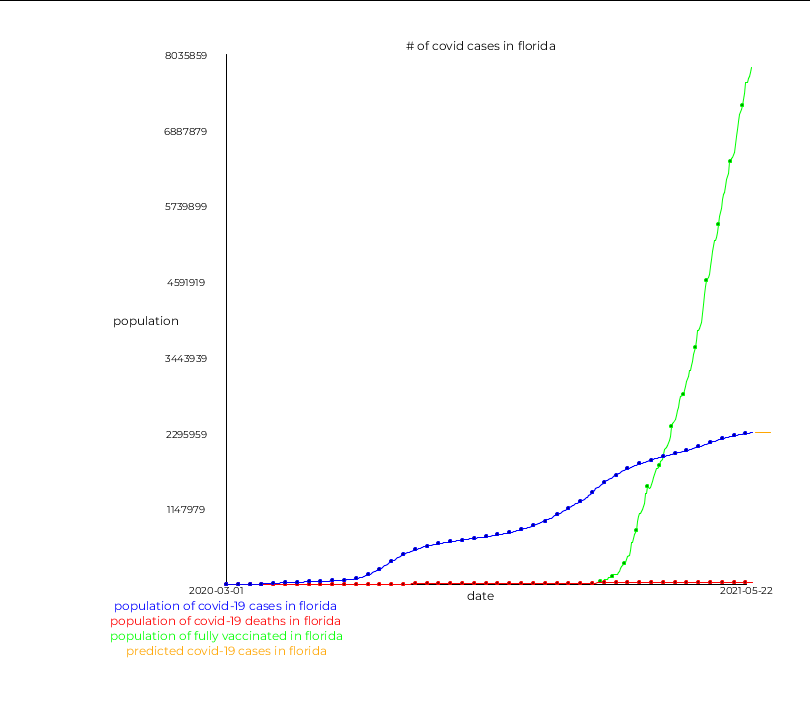 # of covid cases in florida
8035859
6887879
5739899
4591919
population
3443939
2295959
1147979
2020-03-01
2021-05-22
date
population of covid-19 cases in florida
population of covid-19 deaths in florida
population of fully vaccinated in florida
predicted covid-19 cases in florida